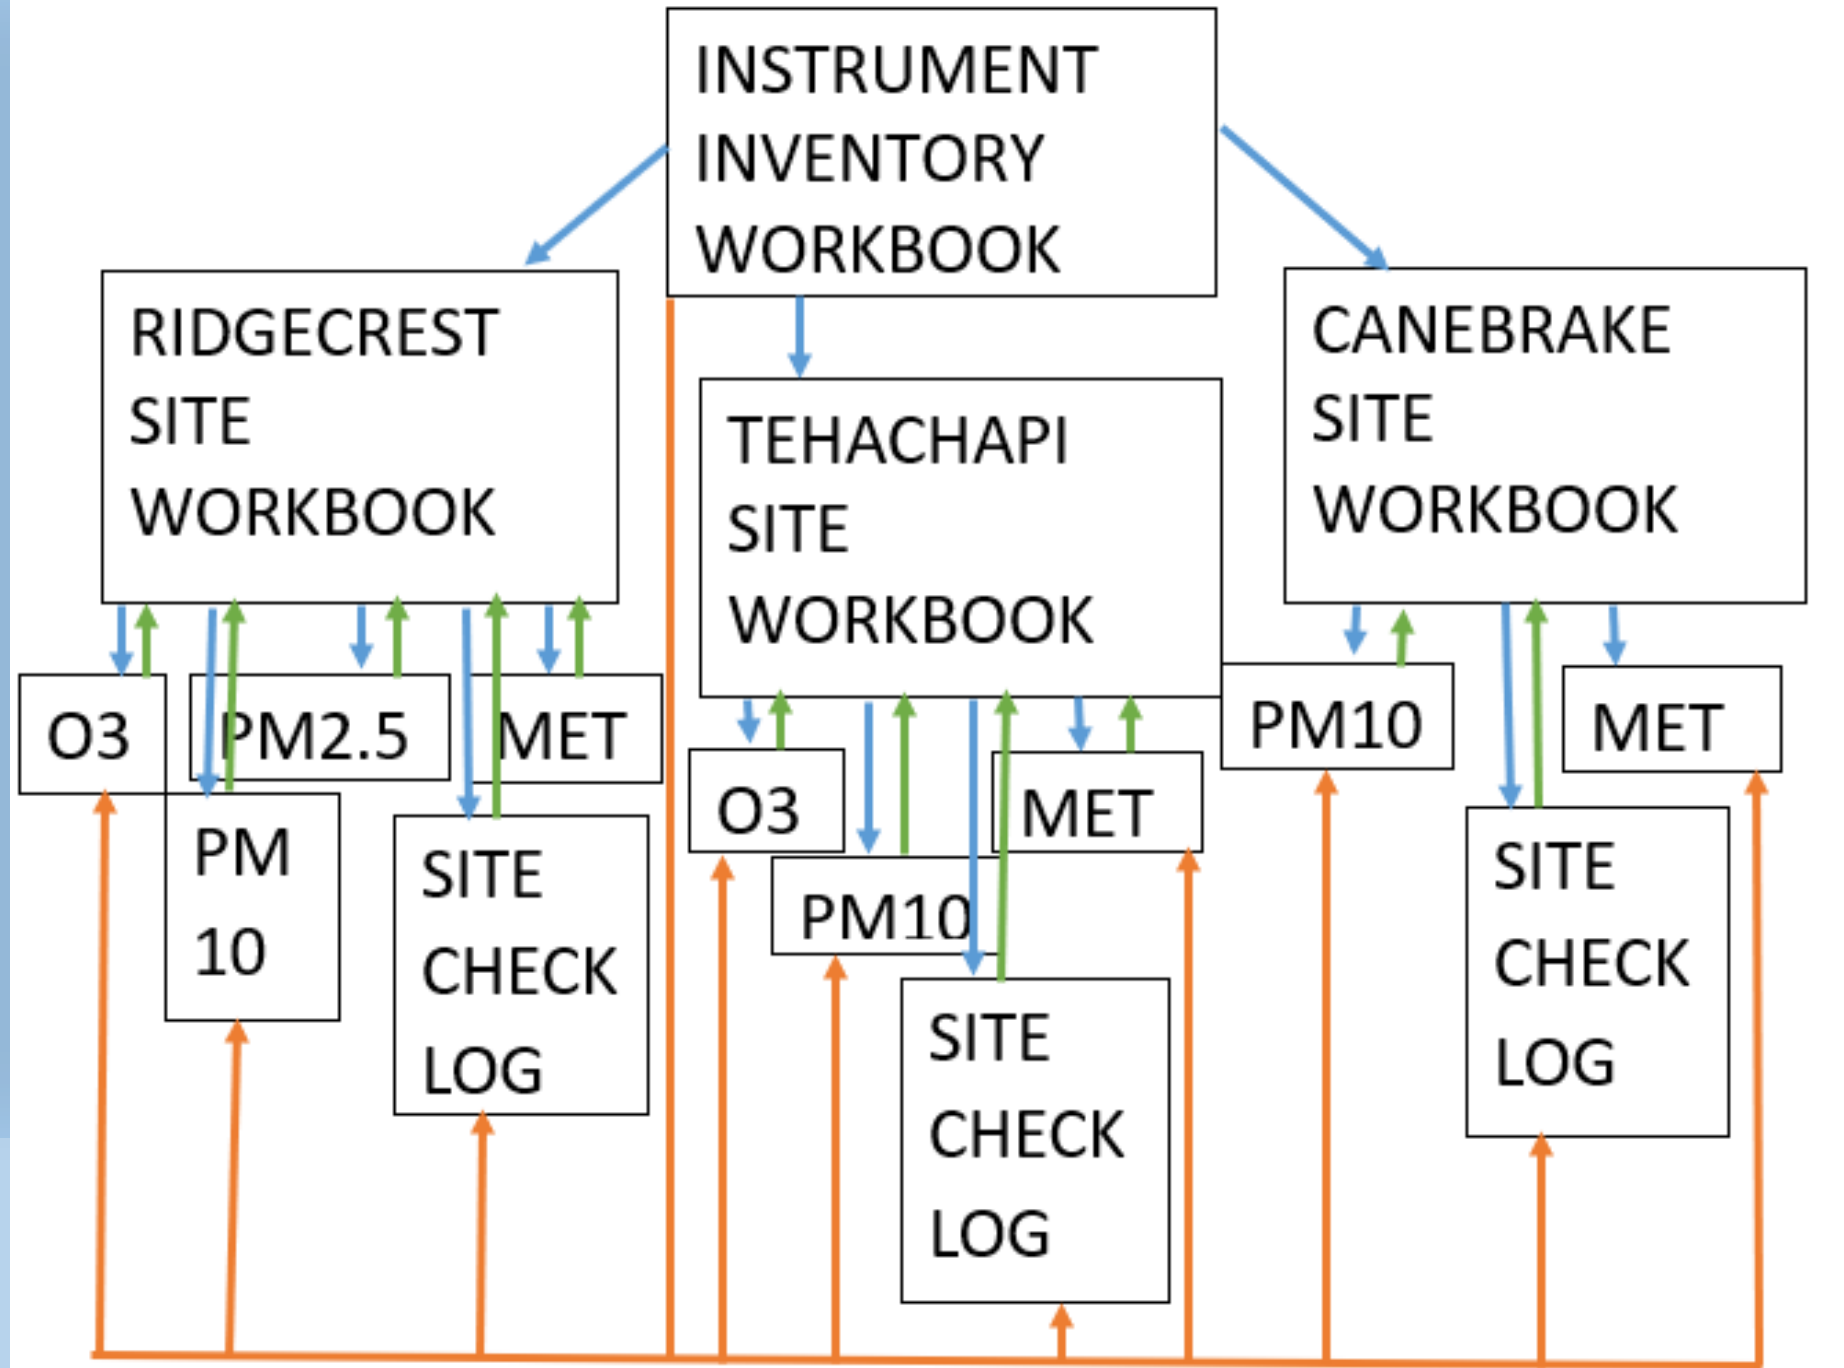 INSTRUMENT
INVENTORY
WORKBOOK
RIDGECREST
SITE
WORKBOOK
TEHACHAPI
SITE
WORKBOOK
CANEBRAKE
SITE
WORKBOOK
O3
PM2.5
MET
PM
10
SITE
CHECK
LOG
O3
MET
PM10
SITE
CHECK
LOG
PM10
MET
SITE
CHECK
LOG